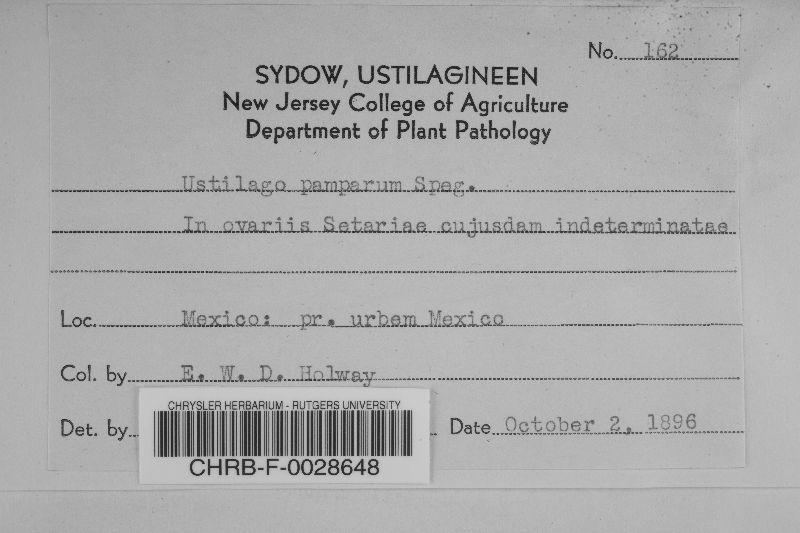 No. 162
SYDOW, USTILAGINEEN
New Jersey College of Agriculture
Department of Plant Pathology
Ustilago pamparum Speg.
In ovariis Setariae cujusdam indeterminatae
Loc. Mexico: pr. urbem Mexico
Col. by E. W. D. Holway
Det. by Date October 2, 1896
CHRYSLER HERBARIUM - RUTGERS UNIVERSITY
CHRB-F-0028648